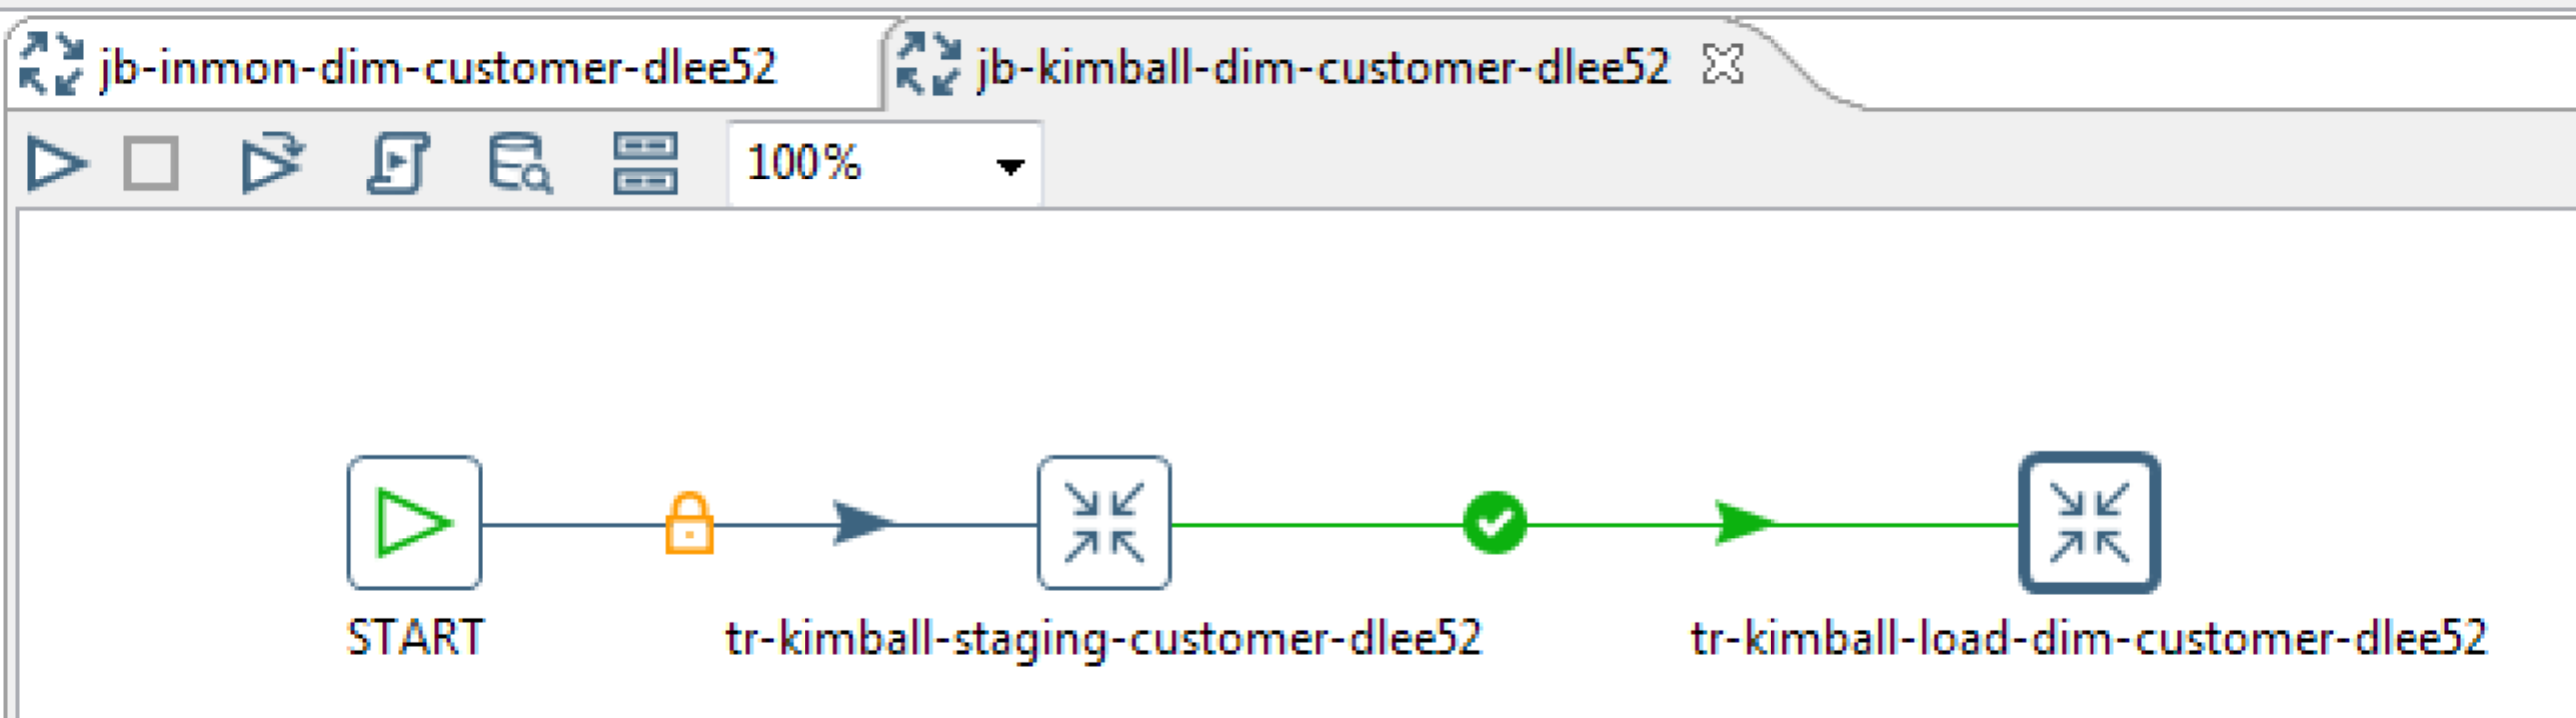 jb-inmon-dim-customer-dlee52 jb-kimball-dim-customer-dlee52
100%
START tr-kimball-staging-customer-dlee52 tr-kimball-load-dim-customer-dlee52